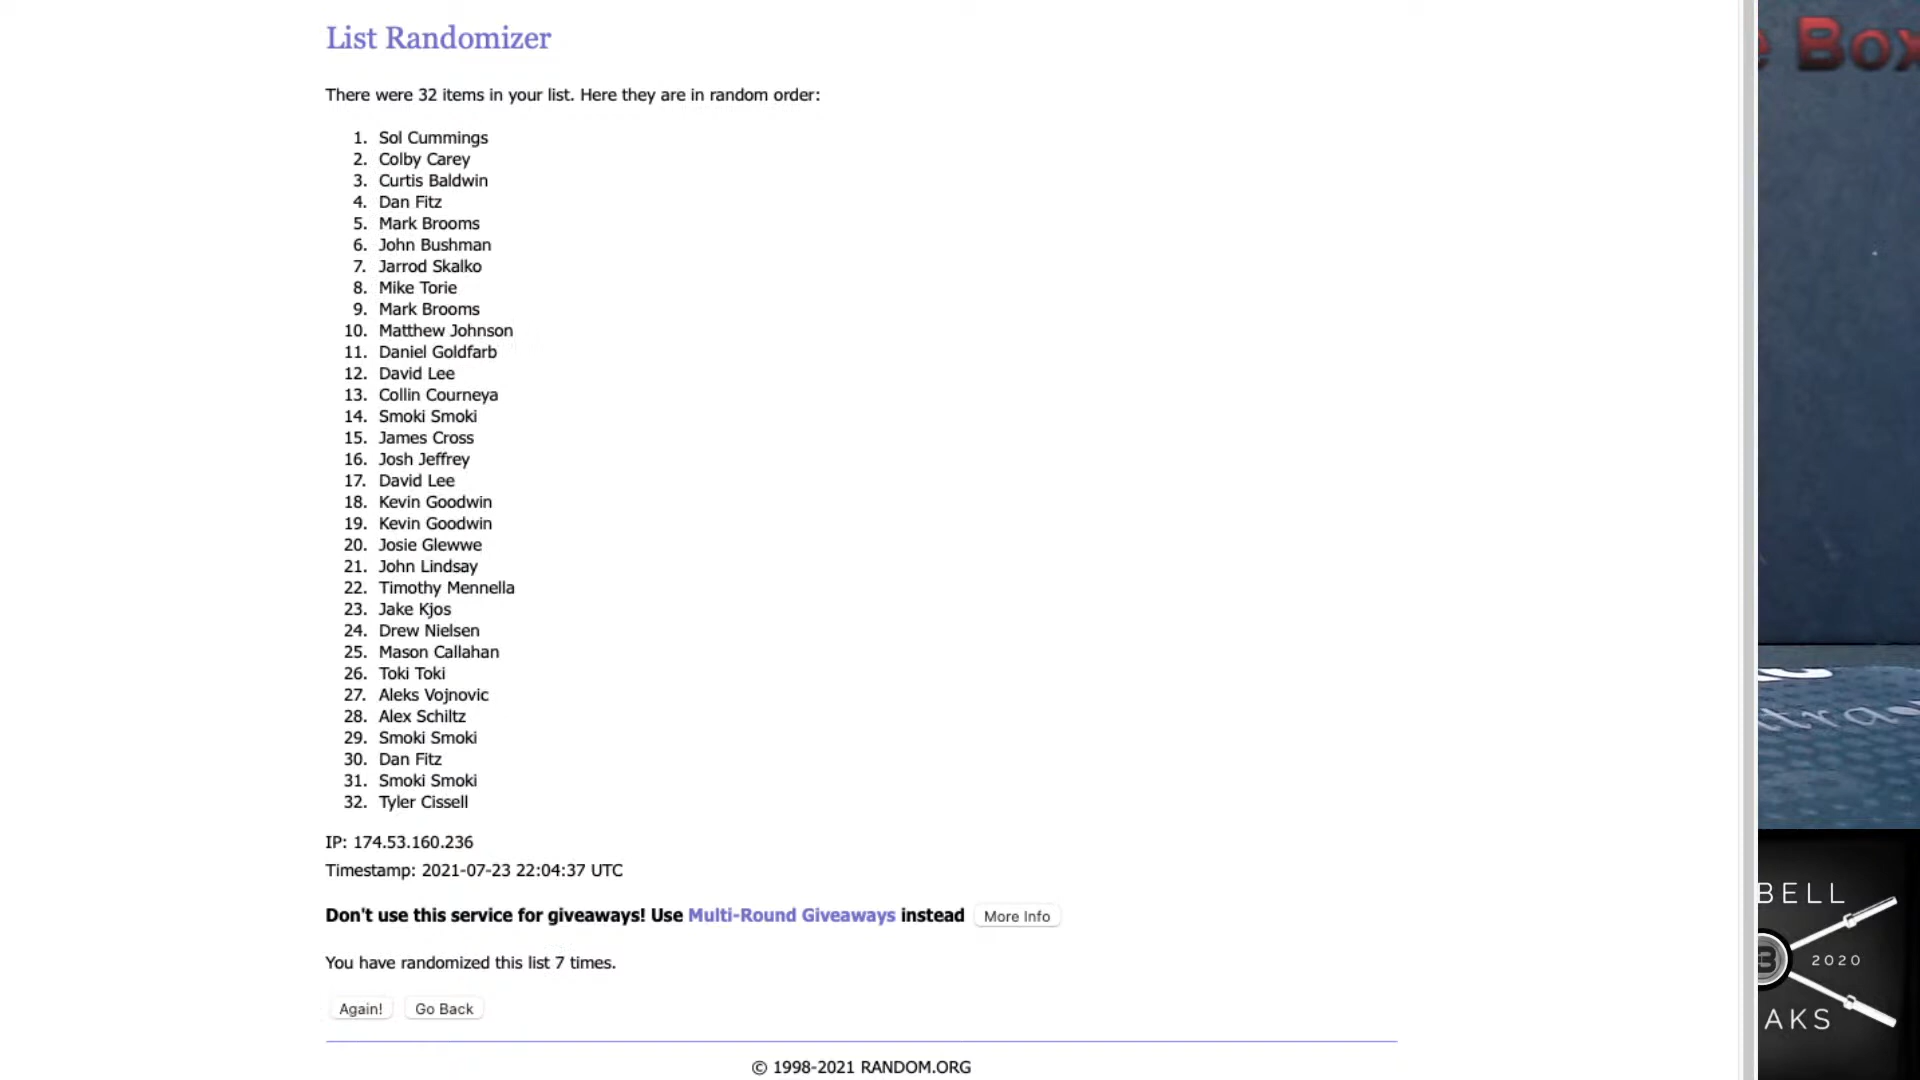 List Randomizer
There were 32 items in your list. Here they are in random order:
1. Sol Cummings
2. Colby Carey
3. Curtis Baldwin
4. Dan Fitz
5. Mark Brooms
6. John Bushman
7. Jarrod Skalko
8. Mike Torie
9. Mark Brooms
10. Matthew Johnson
11. Daniel Goldfarb
12. David Lee
13. Collin Courneya
14. Smoki Smoki
15. James Cross
16. Josh Jeffrey
17. David Lee
18. Kevin Goodwin
19. Kevin Goodwin
20. Josie Glewwe
21. John Lindsay
22. Timothy Mennella
23. Jake Kjos
24. Drew Nielsen
25. Mason Callahan
26. Toki Toki
27. Aleks Vojnovic
28. Alex Schiltz
29. Smoki Smoki
30. Dan Fitz
31. Smoki Smoki
32. Tyler Cissell
IP: 174.53.160.236
Timestamp: 2021-07-23 22:04:37 UTC
Don't use this service for giveaways! Use Multi-Round Giveaways instead More Info
You have randomized this list 7 times.
Again! Go Back
© 1998-2021 RANDOM.ORG
Box
BELL
2020
AKS